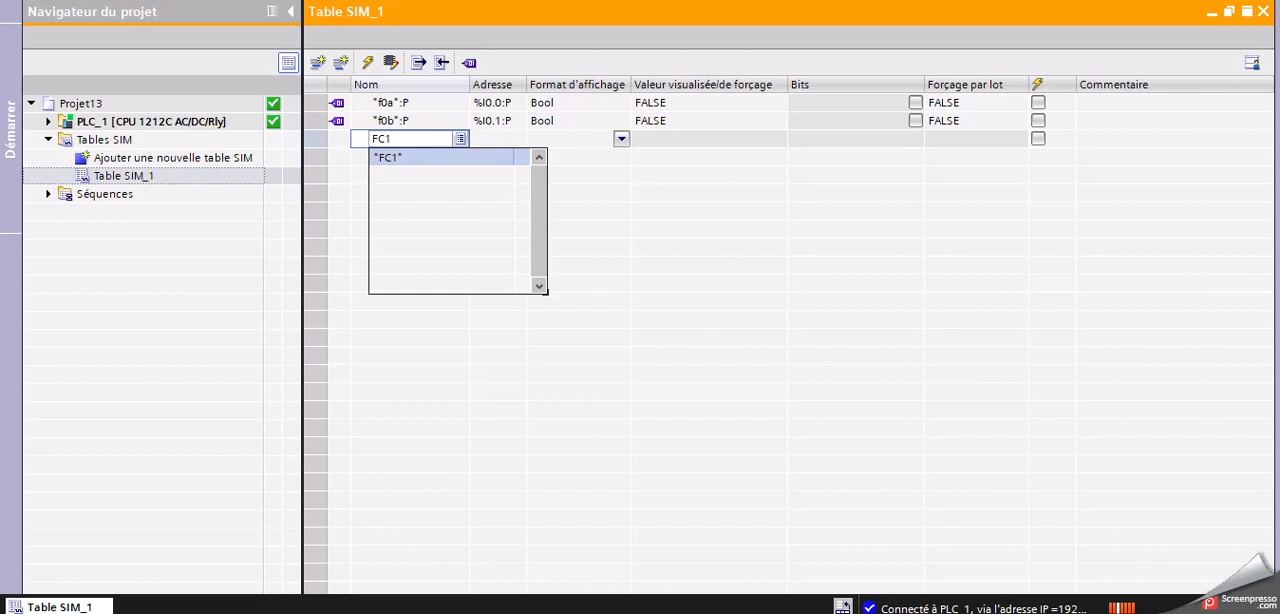 Navigateur du projet
Table SIM_1
Démarrer
Nom
Adresse
Format d'affichage
Valeur visualisée/de forçage
Bits
Forçage par lot
Commentaire
Projet13
PLC_1 [CPU 1212C AC/DC/Rly]
Tables SIM
Ajouter une nouvelle table SIM
Table SIM_1
Séquences
"f0a":P %I0.0:P Bool FALSE FALSE
"f0b":P %I0.1:P Bool FALSE FALSE
FC1
"FC1"
Table SIM_1
Connecté à PLC_1, via l'adresse IP =192...
Screenpresso
.com